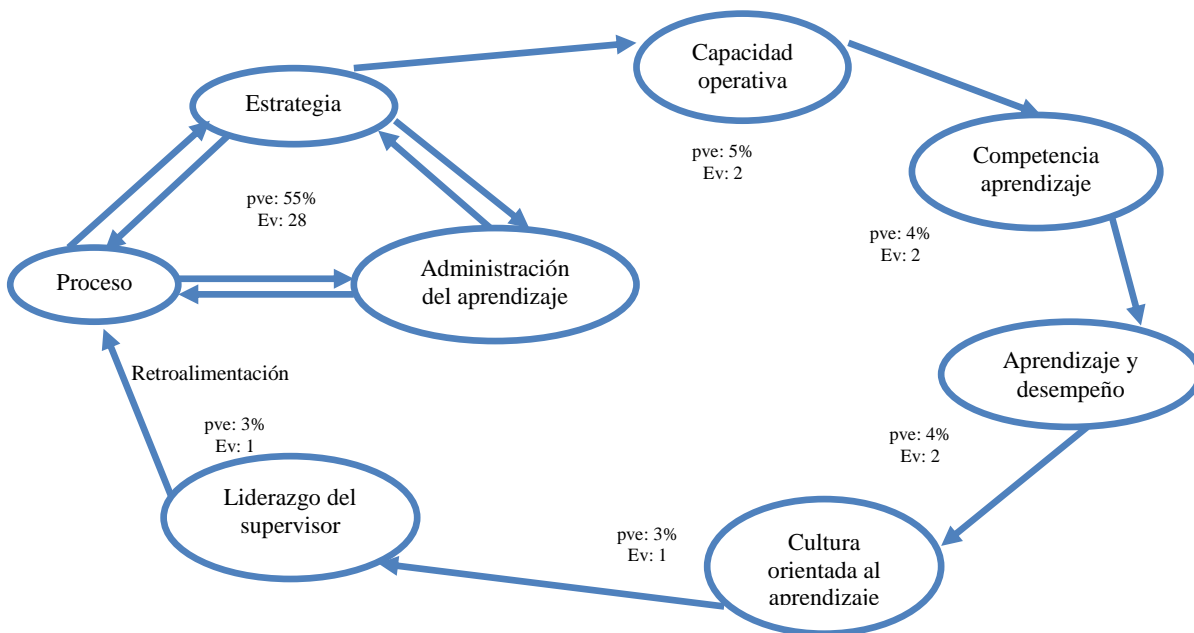 Capacidad
operativa
Estrategia
pve: 5%
Ev: 2
Competencia
aprendizaje
pve: 55%
Ev: 28
pve: 4%
Ev: 2
Proceso
Administración
del aprendizaje
Aprendizaje y
desempeño
Retroalimentación
pve: 3%
Ev: 1
pve: 4%
Ev: 2
Liderazgo del
supervisor
pve: 3%
Ev: 1
Cultura
orientada al
aprendizaje